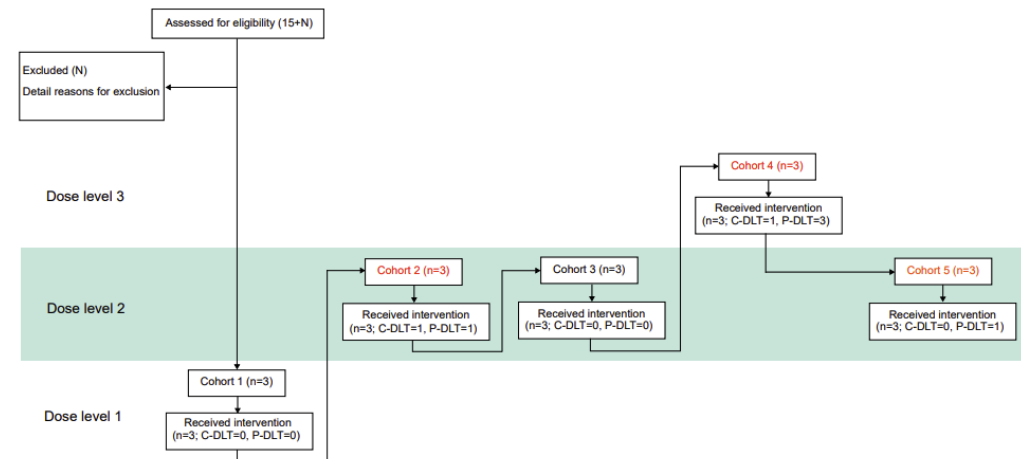 Assessed for eligibility (15+N)
Excluded (N)
Detail reasons for exclusion
Cohort 4 (n=3)
Dose level 3
Received intervention
(n=3; C-DLT=1, P-DLT=3)
Cohort 2 (n=3)
Cohort 3 (n=3)
Cohort 5 (n=3)
Dose level 2
Received intervention
(n=3; C-DLT=1, P-DLT=1)
Received intervention
(n=3; C-DLT=0, P-DLT=0)
Received intervention
(n=3; C-DLT=0, P-DLT=1)
Cohort 1 (n=3)
Dose level 1
Received intervention
(n=3; C-DLT=0, P-DLT=0)